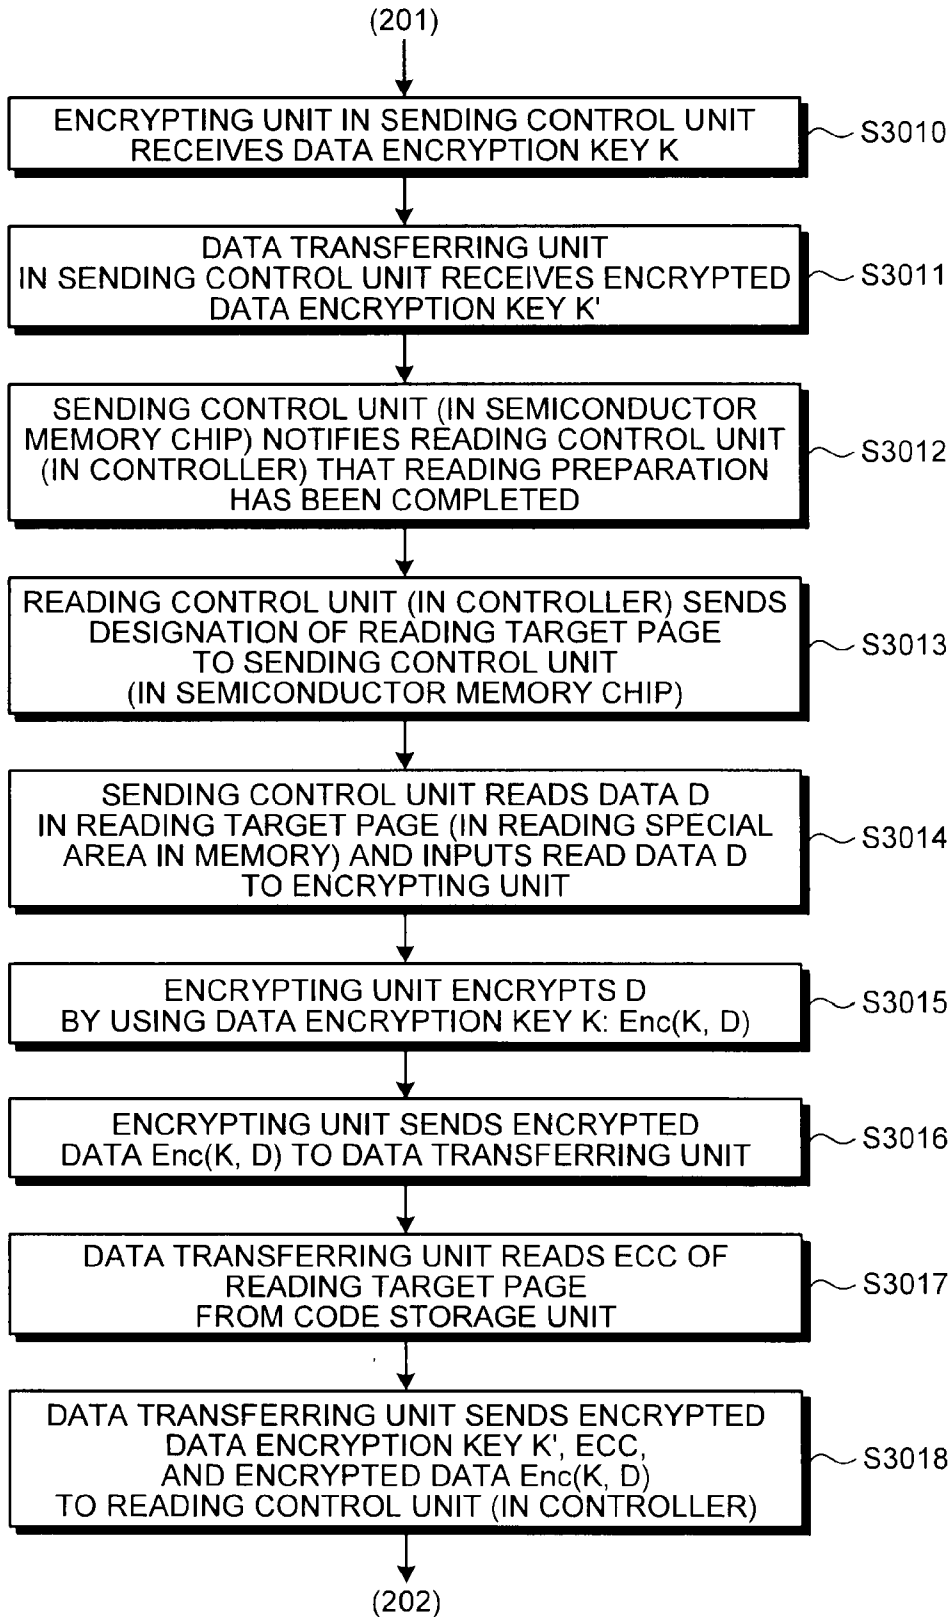 (201)
ENCRYPTING UNIT IN SENDING CONTROL UNIT
RECEIVES DATA ENCRYPTION KEY K
S3010
DATA TRANSFERRING UNIT
IN SENDING CONTROL UNIT RECEIVES ENCRYPTED
DATA ENCRYPTION KEY K'
S3011
SENDING CONTROL UNIT (IN SEMICONDUCTOR
MEMORY CHIP) NOTIFIES READING CONTROL UNIT
(IN CONTROLLER) THAT READING PREPARATION
HAS BEEN COMPLETED
S3012
READING CONTROL UNIT (IN CONTROLLER) SENDS
DESIGNATION OF READING TARGET PAGE
TO SENDING CONTROL UNIT
(IN SEMICONDUCTOR MEMORY CHIP)
S3013
SENDING CONTROL UNIT READS DATA D
IN READING TARGET PAGE (IN READING SPECIAL
AREA IN MEMORY) AND INPUTS READ DATA D
TO ENCRYPTING UNIT
S3014
ENCRYPTING UNIT ENCRYPTS D
BY USING DATA ENCRYPTION KEY K: Enc(K, D)
S3015
ENCRYPTING UNIT SENDS ENCRYPTED
DATA Enc(K, D) TO DATA TRANSFERRING UNIT
S3016
DATA TRANSFERRING UNIT READS ECC OF
READING TARGET PAGE
FROM CODE STORAGE UNIT
S3017
DATA TRANSFERRING UNIT SENDS ENCRYPTED
DATA ENCRYPTION KEY K', ECC,
AND ENCRYPTED DATA Enc(K, D)
TO READING CONTROL UNIT (IN CONTROLLER)
S3018
(202)